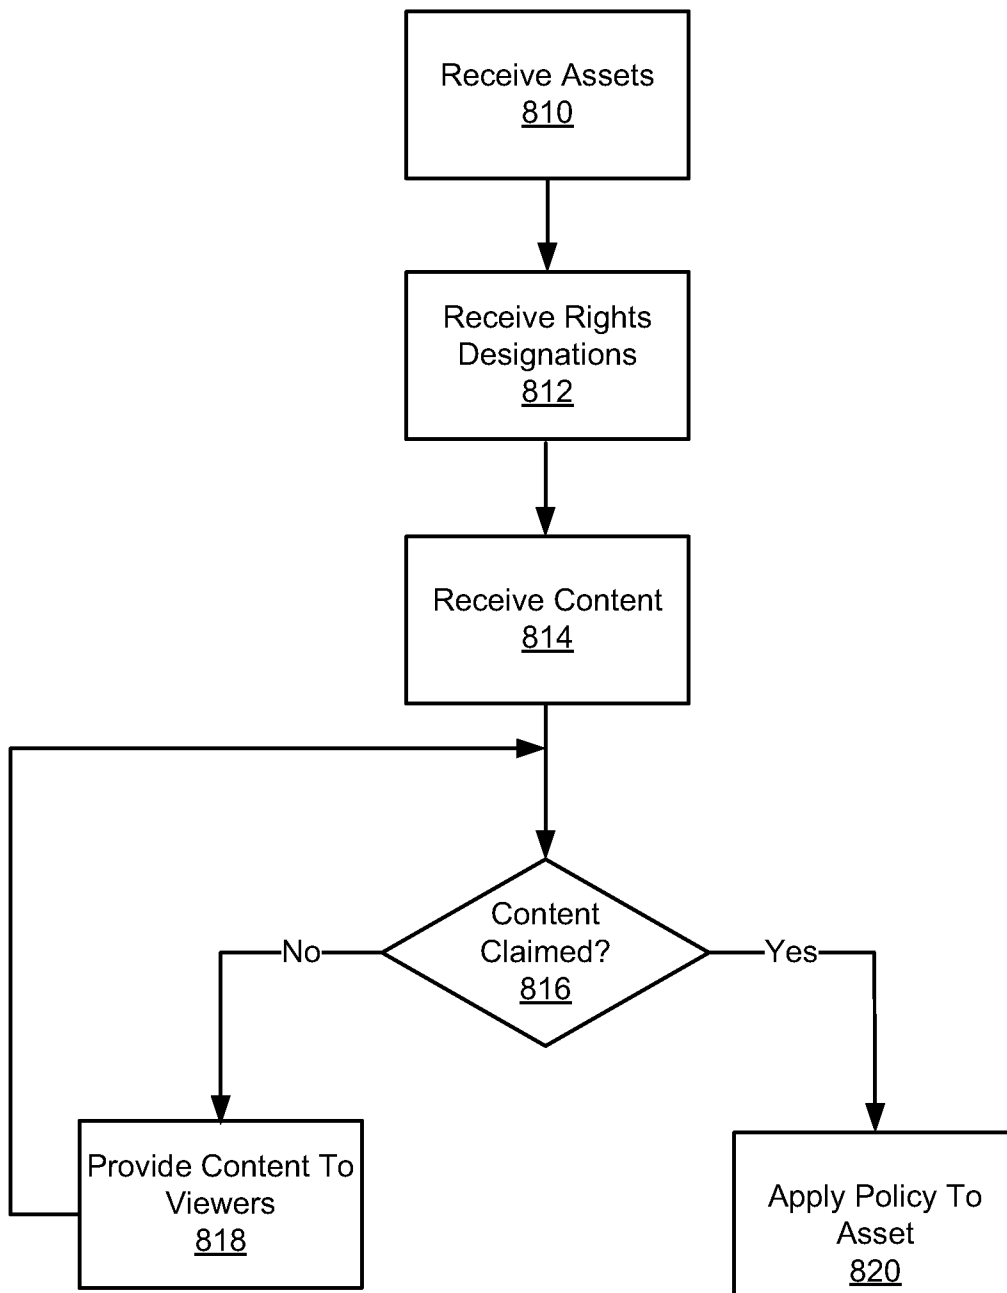 Receive Assets
810
Receive Rights
Designations
812
Receive Content
814
Content
Claimed?
816
No
Yes
Provide Content To
Viewers
818
Apply Policy To
Asset
820